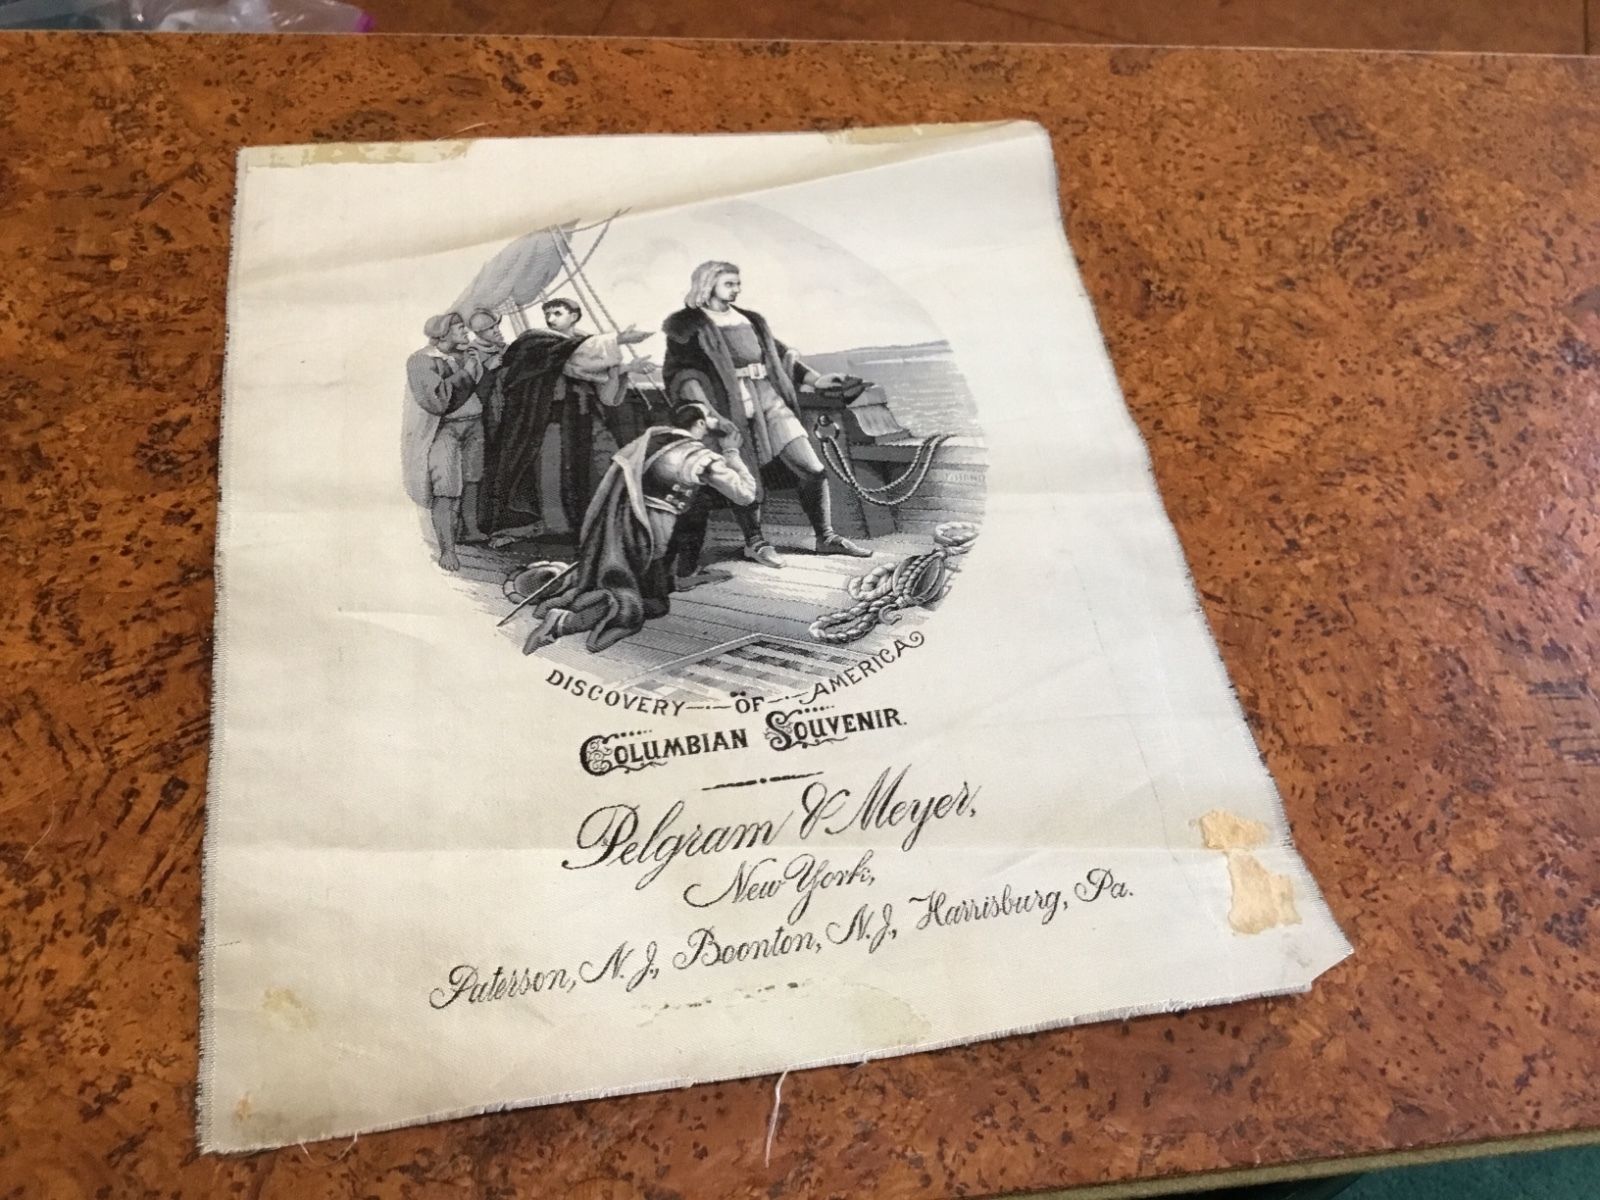 DISCOVERY OF AMERICA
COLUMBIAN SOUVENIR.
Pelgram & Meyer,
New York,
Paterson, N. J., Boonton, N. J., Harrisburg, Pa.